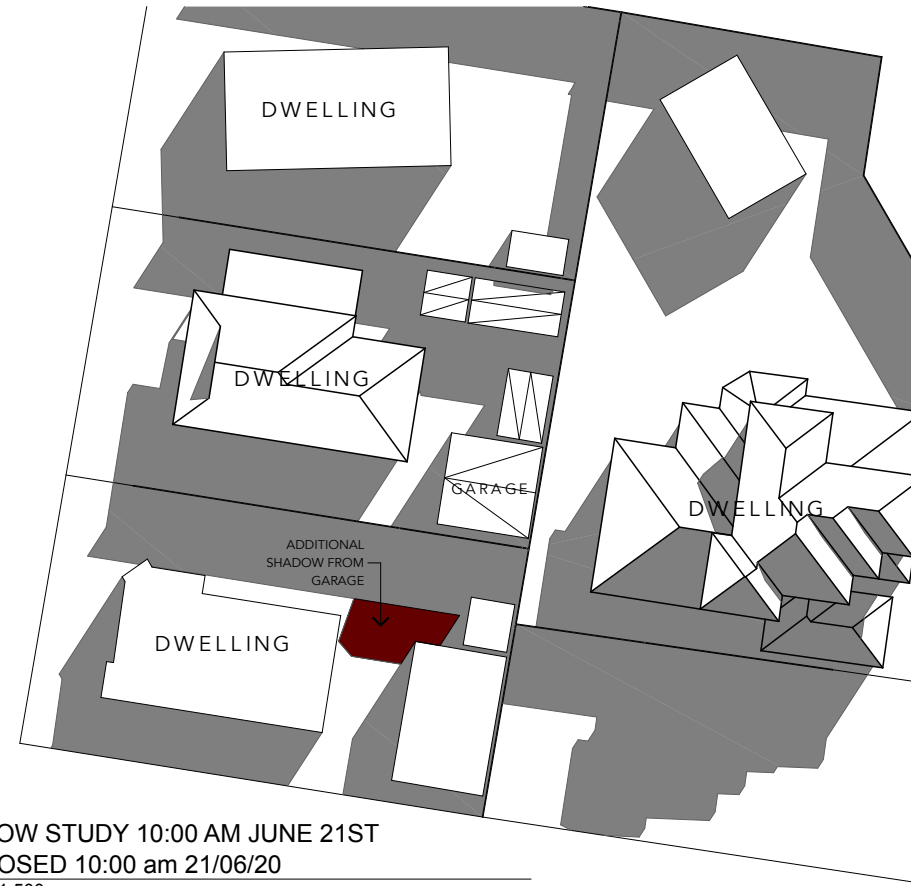 DWELLING
DWELLING
GARAGE
DWELLING
ADDITIONAL
SHADOW FROM
GARAGE
DWELLING
OW STUDY 10:00 AM JUNE 21ST
OSED 10:00 am 21/06/20